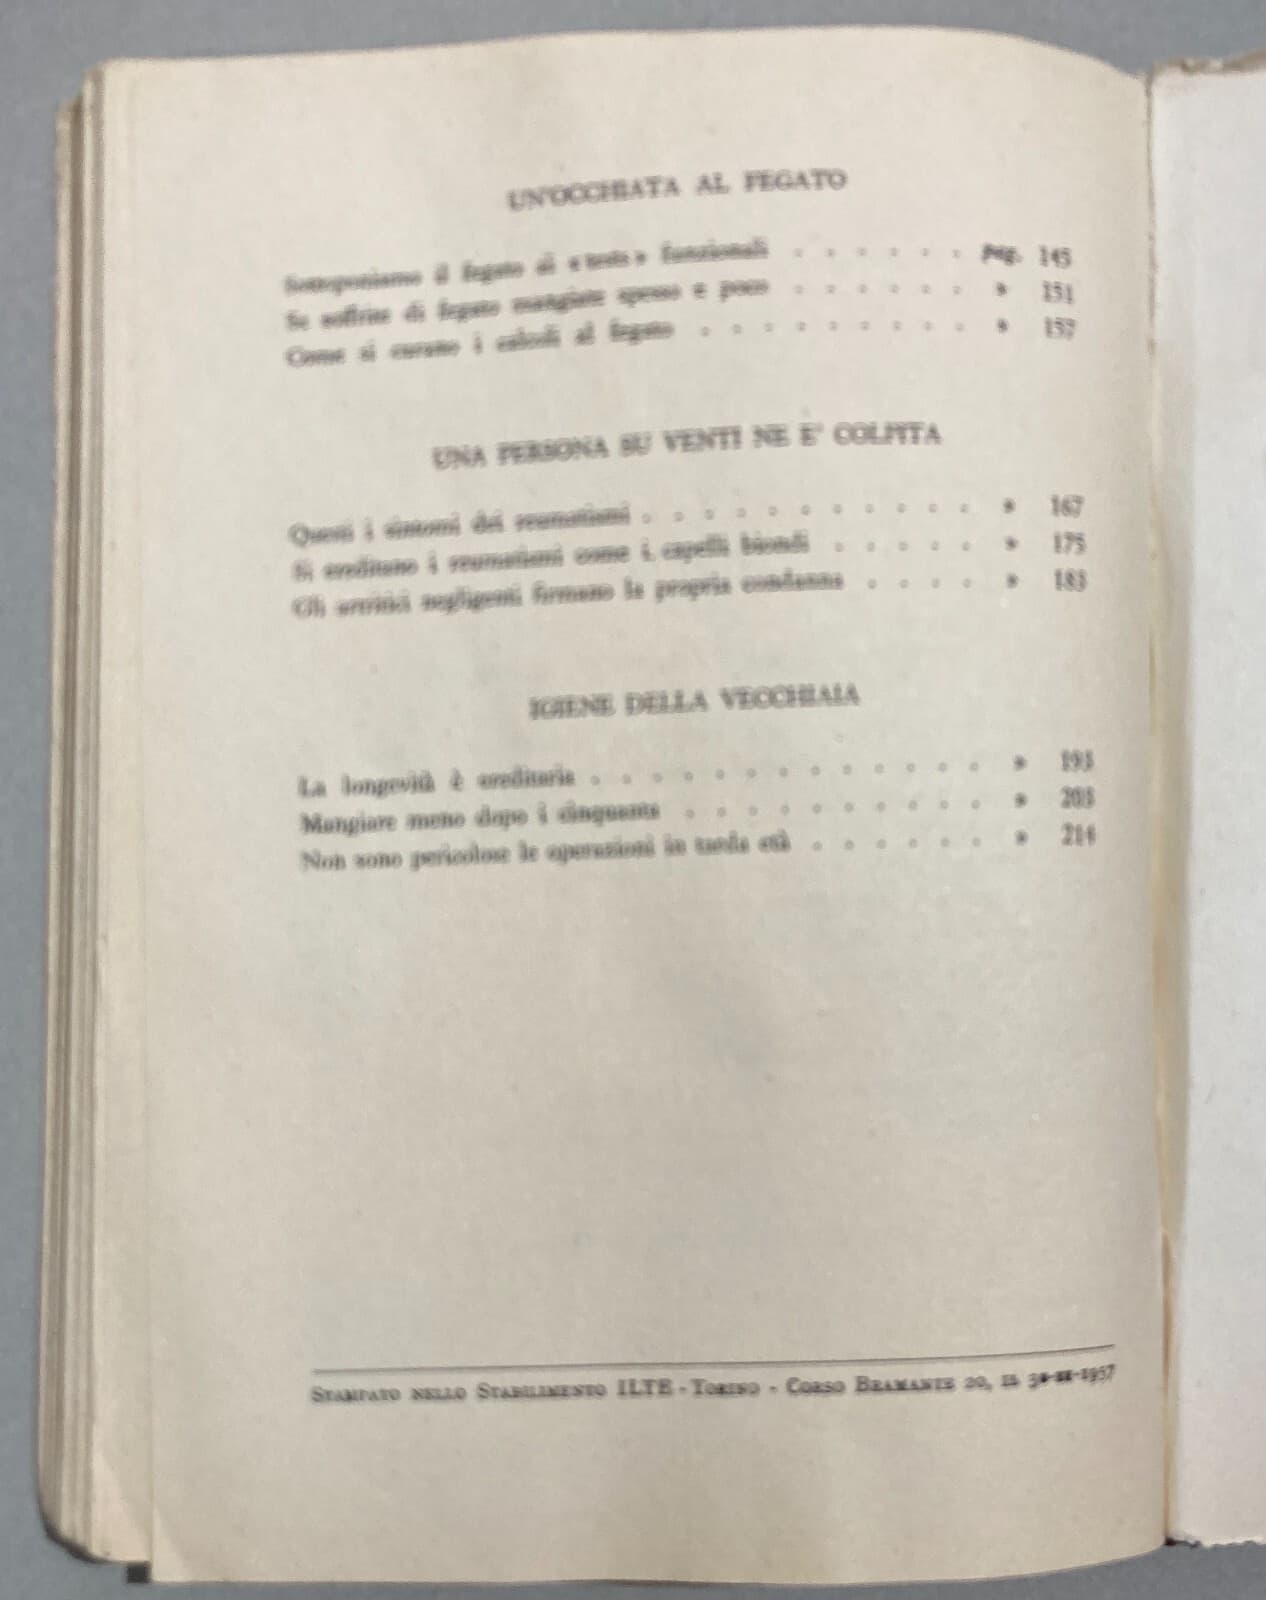 UN'OCCHIATA AL FEGATO
Sottoponiamo il fegato di « tests » funzionali . . . . . . pag. 145
Se soffrite di fegato mangiate spesso e poco . . . . . . » 151
Come si curano i calcoli al fegato . . . . . . . . . » 157
UNA PERSONA SU VENTI NE E' COLPITA
Questi i sintomi dei reumatismi . . . . . . . . . . . » 167
Si ereditano i reumatismi come i capelli biondi . . . . . » 175
Gli artritici negligenti firmano la propria condanna . . . . » 183
IGIENE DELLA VECCHIAIA
La longevità è ereditaria . . . . . . . . . . . . . »
Mangiare meno dopo i cinquanta . . . . . . . . . . »
Non sono pericolose le operazioni in tarda età . . . . . . »
STAMPATO NELLO STABILIMENTO ILTE - TORINO - CORSO BRAMANTE 20, IL